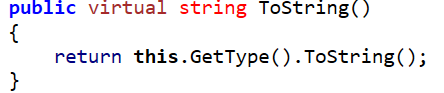 public virtual string ToString()
{
    return this.GetType().ToString();
}